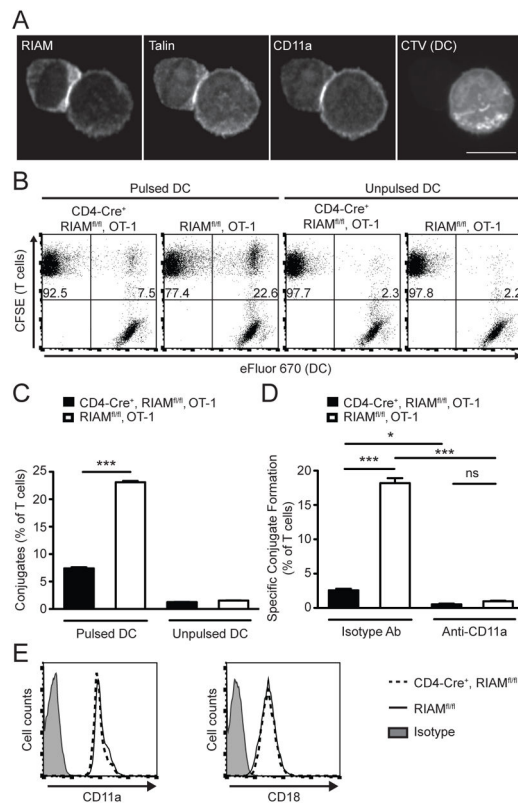 A
RIAM
Talin
CD11a
CTV (DC)
B
Pulsed DC
Unpulsed DC
CD4-Cre⁺
RIAMfl/fl, OT-1
RIAMfl/fl, OT-1
CD4-Cre⁺
RIAMfl/fl, OT-1
RIAMfl/fl, OT-1
CFSE (T cells)
92.5
7.5
77.4
22.6
97.7
2.3
97.8
2.2
eFluor 670 (DC)
C
CD4-Cre⁺, RIAMfl/fl, OT-1
RIAMfl/fl, OT-1
Conjugates (% of T cells)
25
20
15
10
5
0
***
Pulsed DC
Unpulsed DC
D
CD4-Cre⁺, RIAMfl/fl, OT-1
RIAMfl/fl, OT-1
Specific Conjugate Formation
(% of T cells)
20
15
10
5
0
*
***
***
ns
Isotype Ab
Anti-CD11a
E
Cell counts
CD11a
Cell counts
CD18
CD4-Cre⁺, RIAMfl/fl
RIAMfl/fl
Isotype